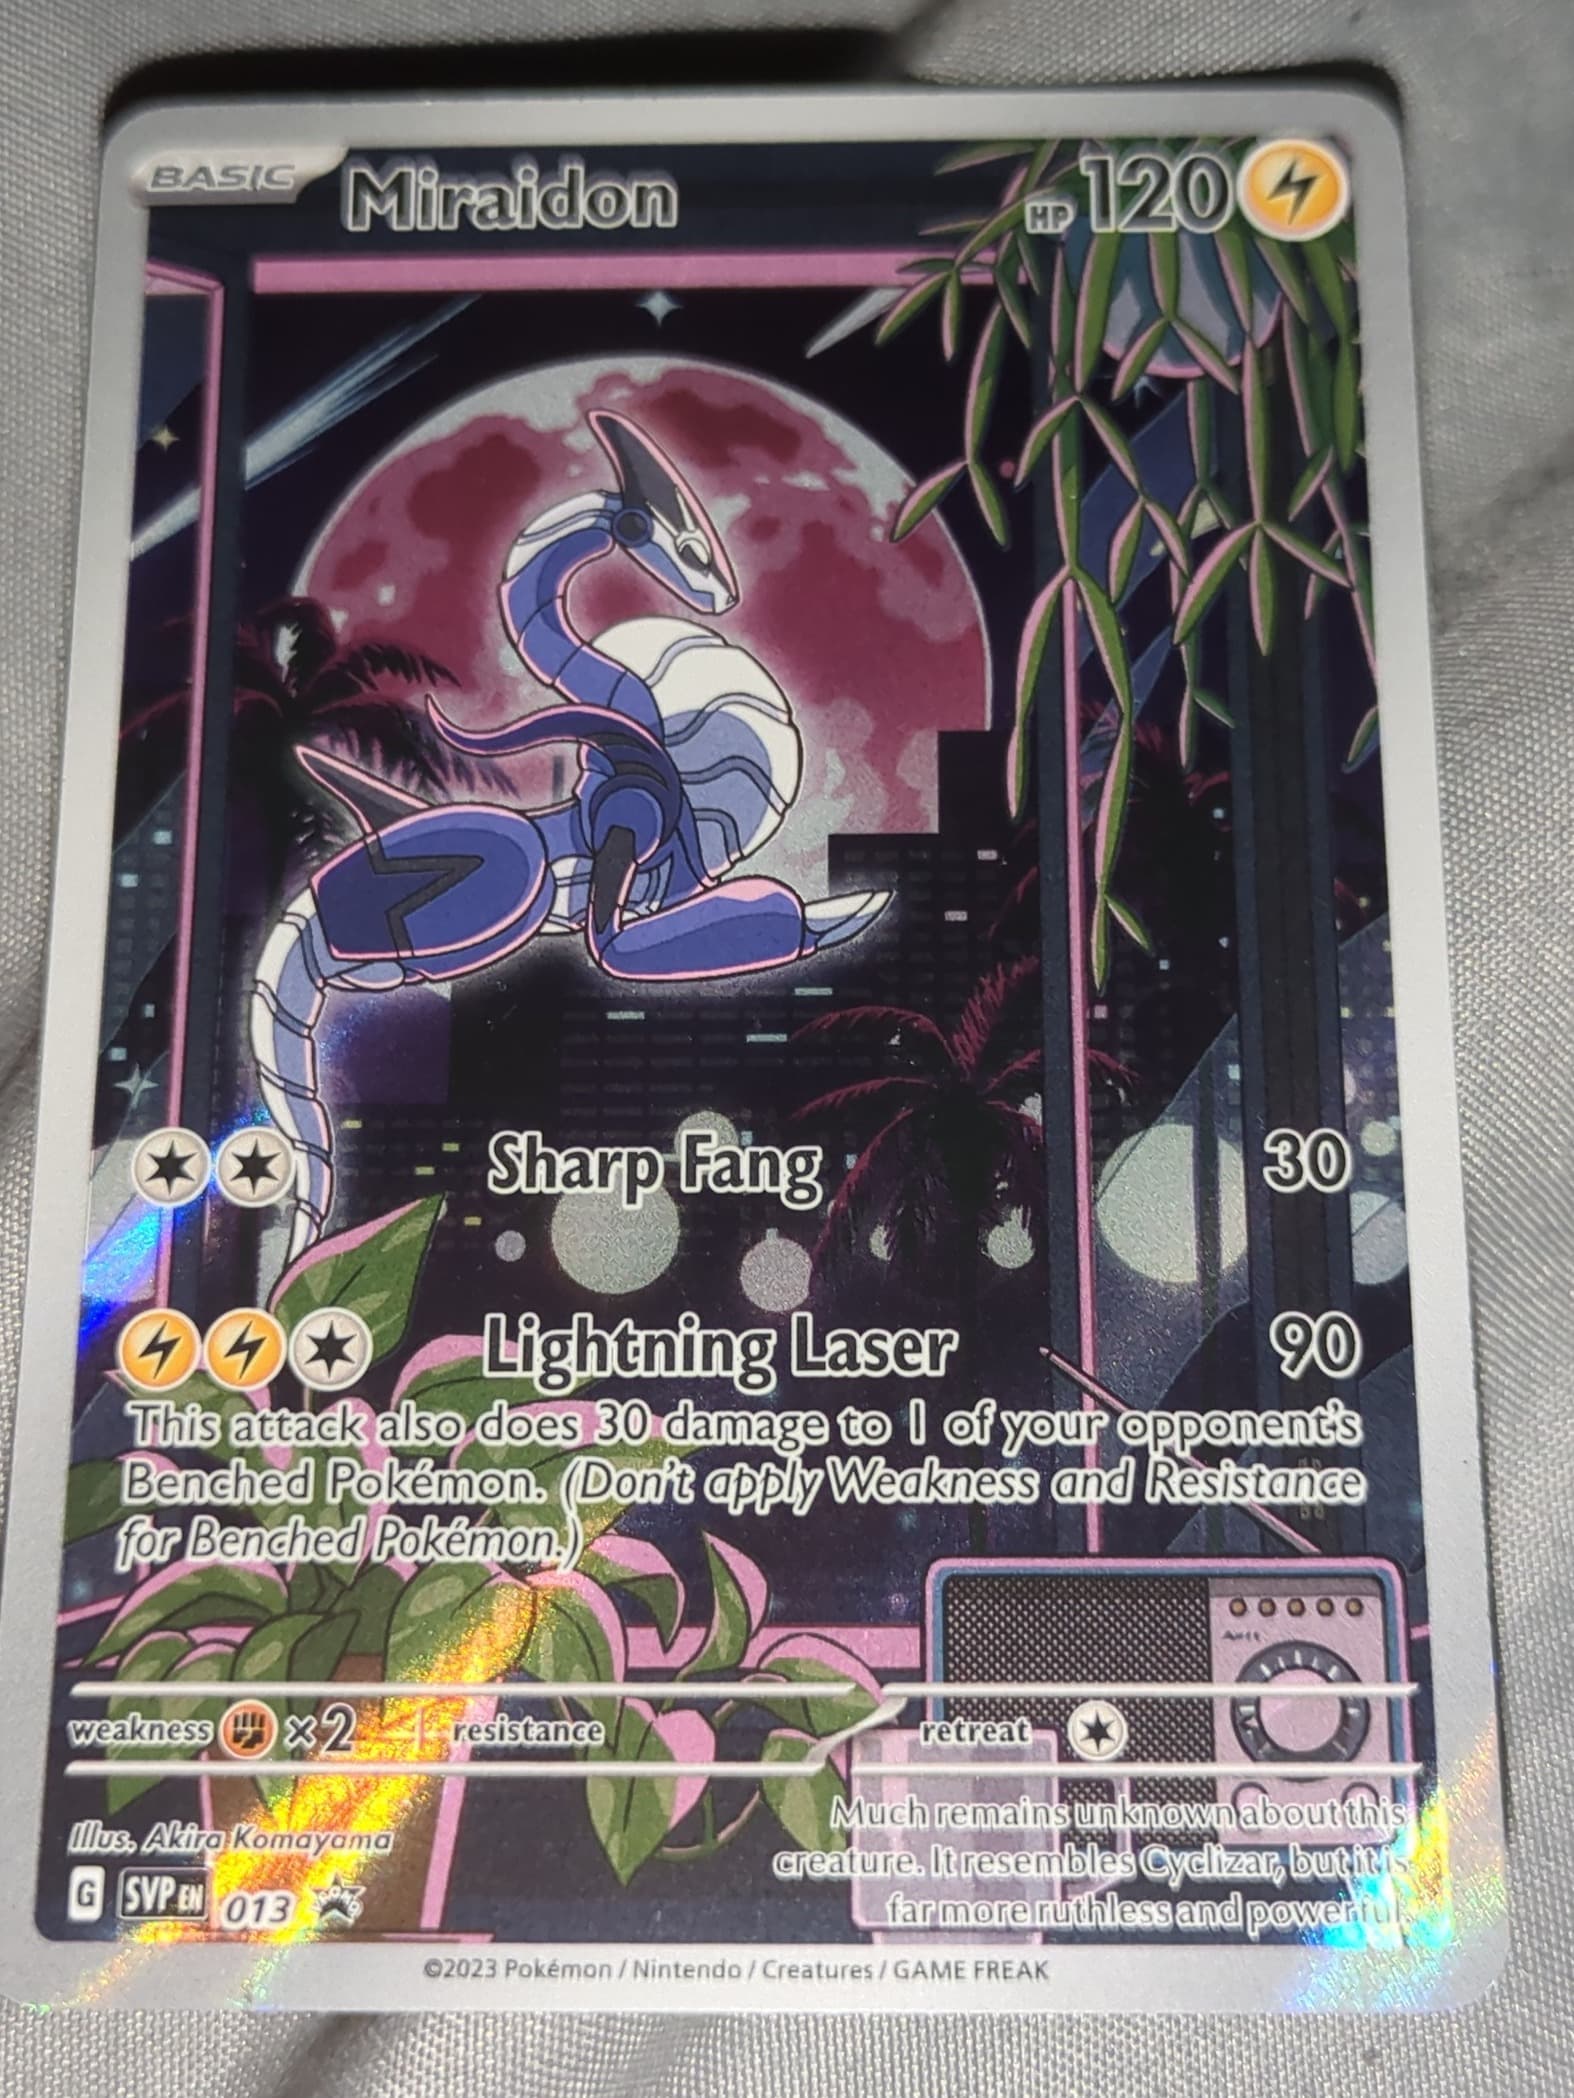 BASIC Miraidon HP 120
Sharp Fang 30
Lightning Laser 90
This attack also does 30 damage to 1 of your opponent's
Benched Pokémon. (Don't apply Weakness and Resistance
for Benched Pokémon.)
weakness ×2 resistance retreat
Illus. Akira Komayama
Much remains unknown about this
creature. It resembles Cyclizar, but it is
far more ruthless and powerful.
G SVP EN 013
©2023 Pokémon / Nintendo / Creatures / GAME FREAK